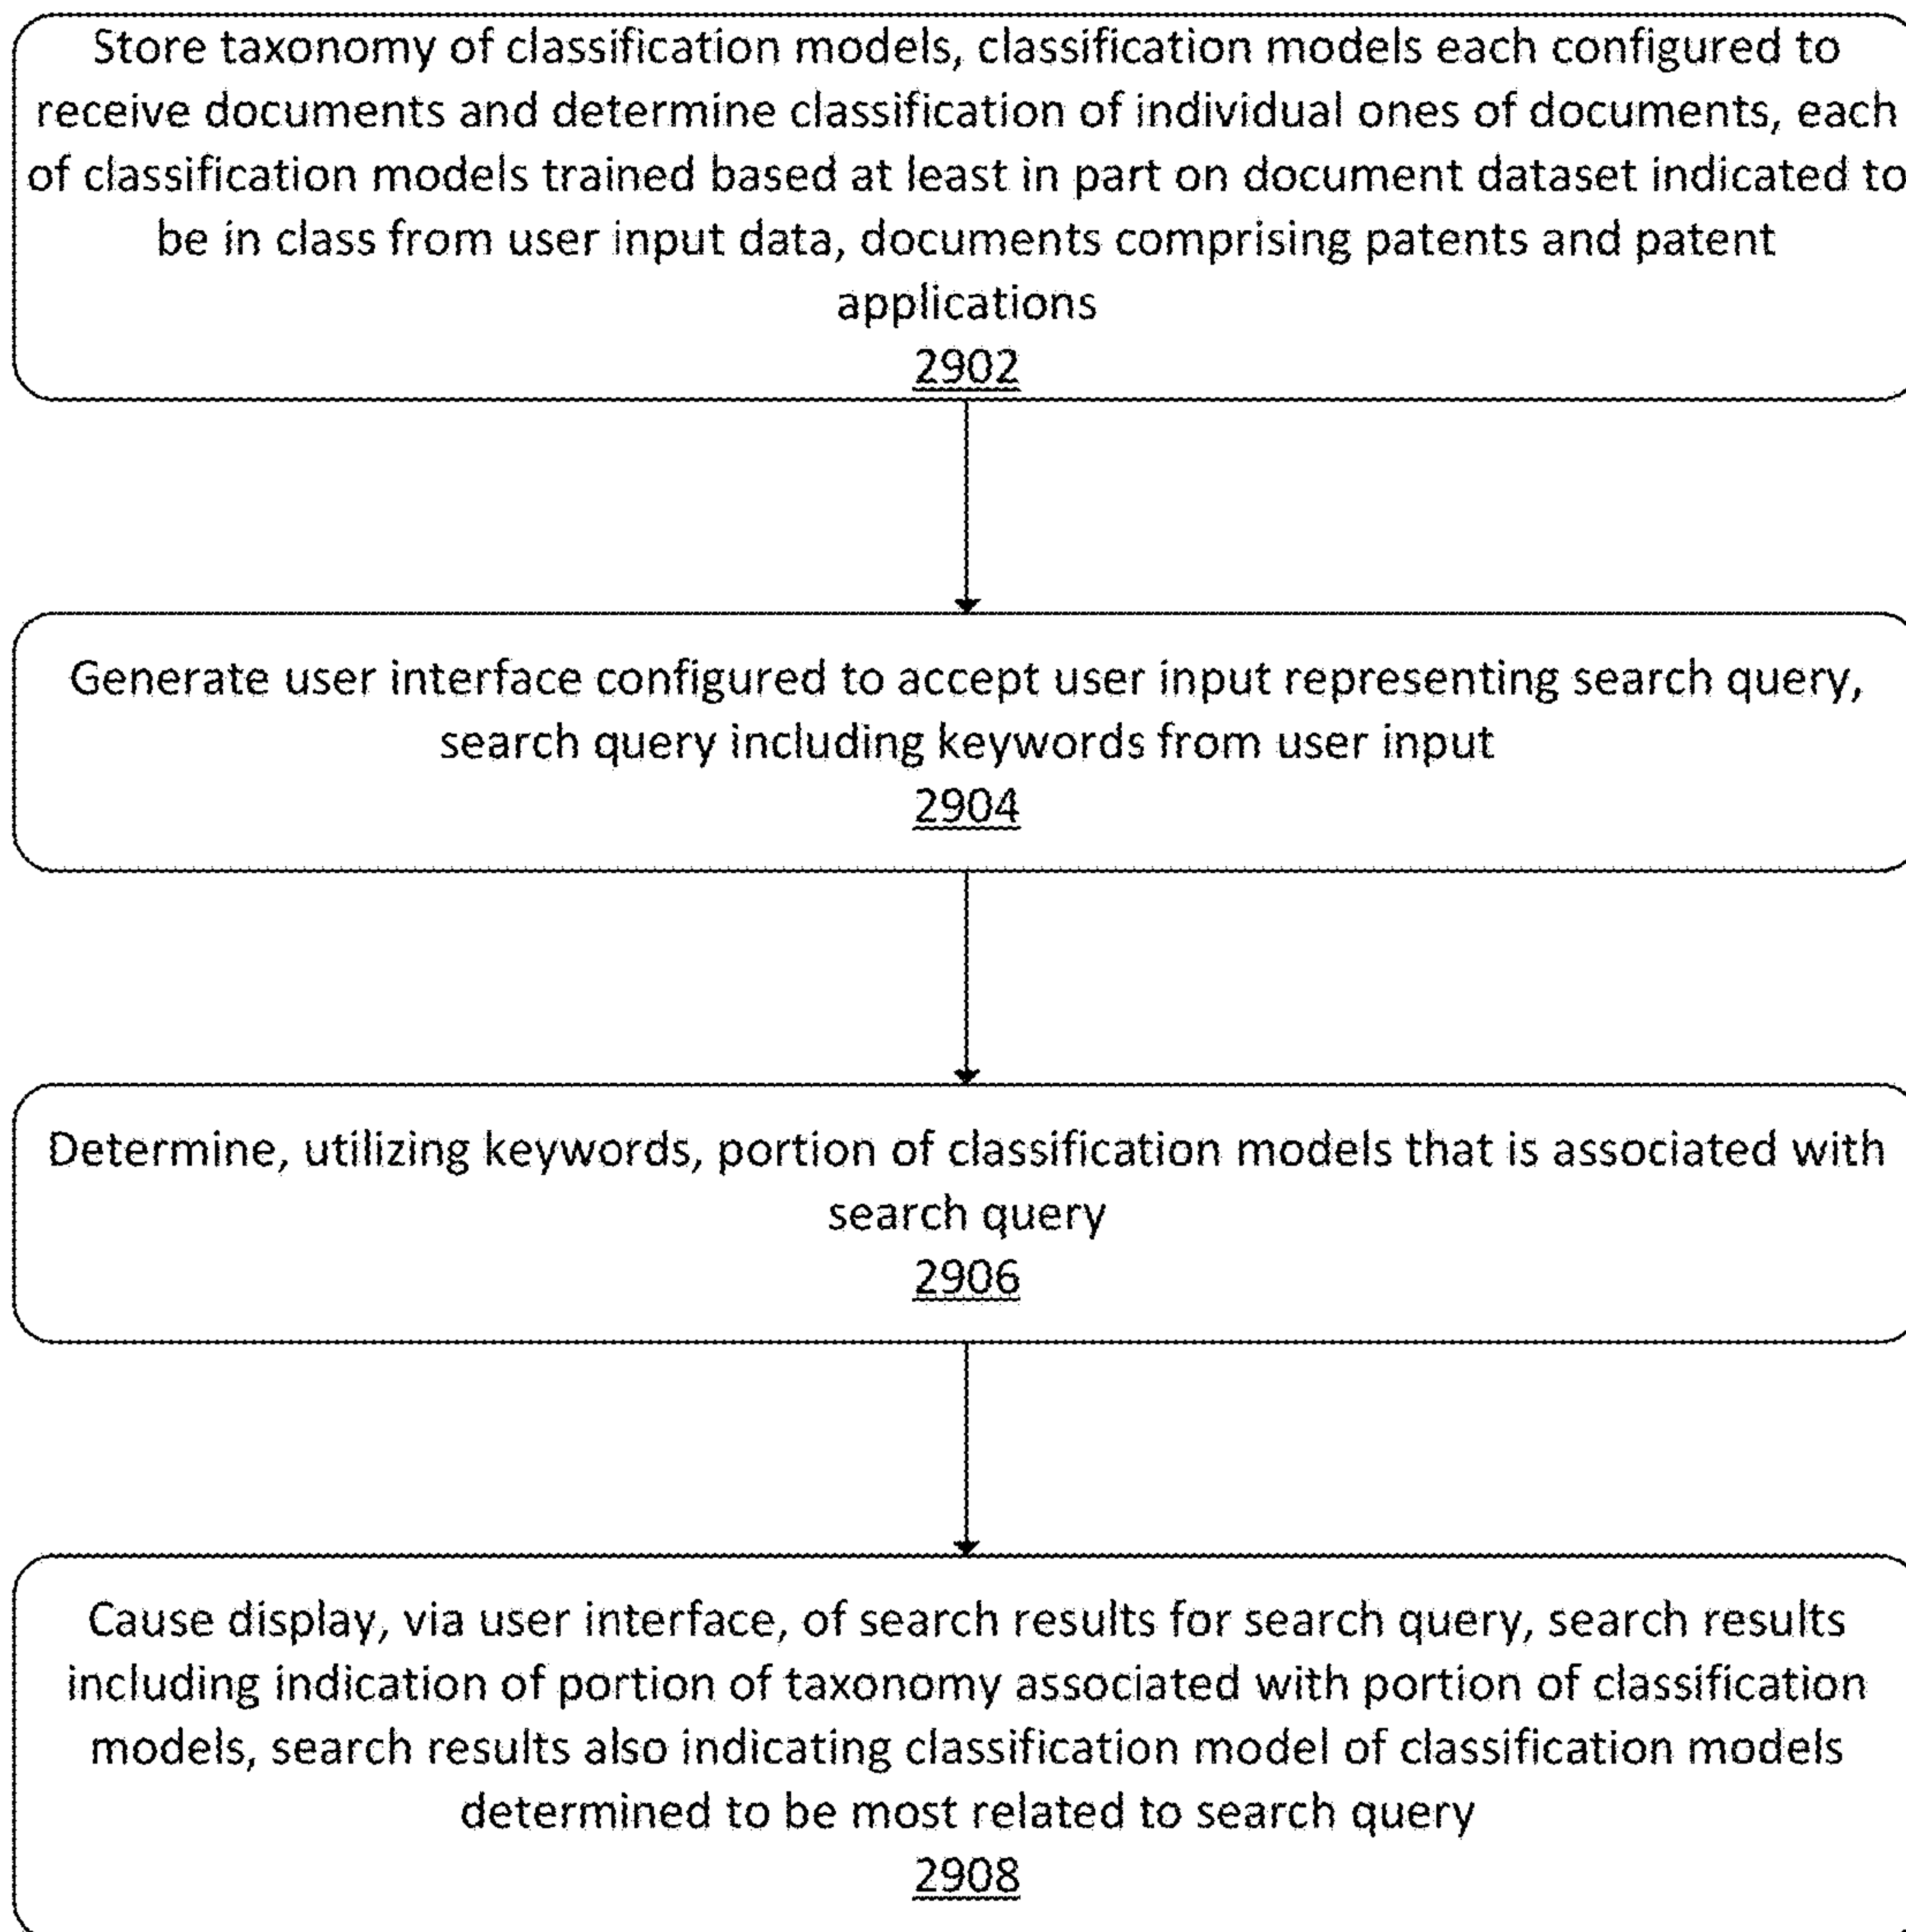 Store taxonomy of classification models, classification models each configured to
receive documents and determine classification of individual ones of documents, each
of classification models trained based at least in part on document dataset indicated to
be in class from user input data, documents comprising patents and patent
applications
2902
Generate user interface configured to accept user input representing search query,
search query including keywords from user input
2904
Determine, utilizing keywords, portion of classification models that is associated with
search query
2906
Cause display, via user interface, of search results for search query, search results
including indication of portion of taxonomy associated with portion of classification
models, search results also indicating classification model of classification models
determined to be most related to search query
2908